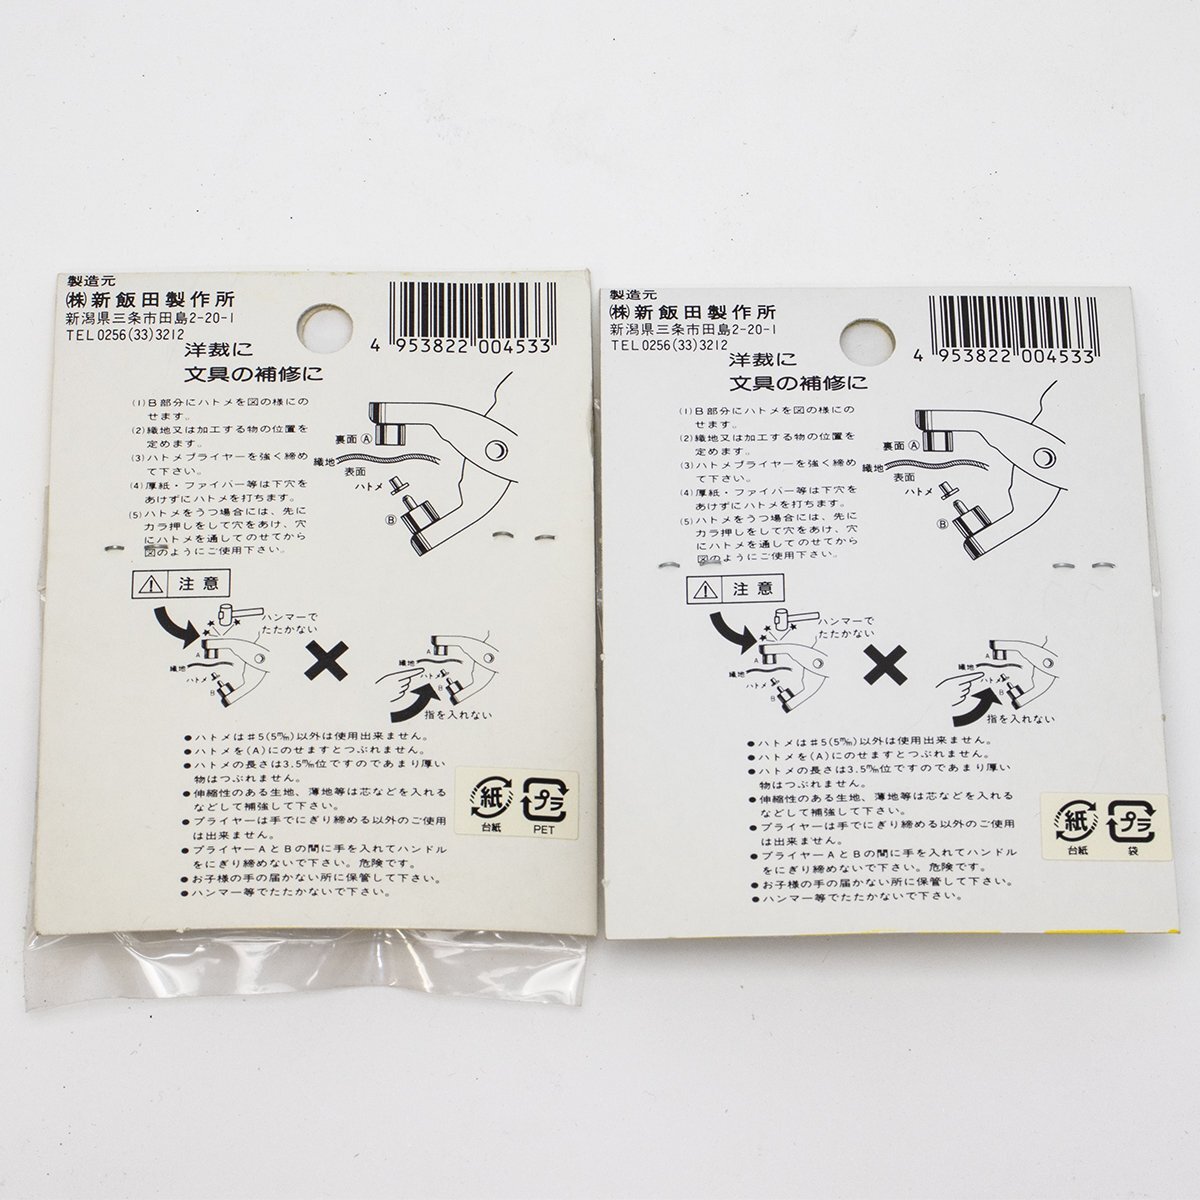 製造元
㈱新飯田製作所
新潟県三条市田島2-20-1
TEL0256(33)3212
4 953822 004533
洋裁に
文具の補修に
(1)B部分にハトメを図の様にの
せます。
(2)織地又は加工する物の位置を
定めます。
(3)ハトメプライヤーを強く締め
て下さい。
(4)厚紙・ファイバー等は下穴を
あけずにハトメを打ちます。
(5)ハトメをうつ場合には、先に
カラ押しをして穴をあけ、穴
にハトメを通してのせてから
図のようにご使用下さい。
裏面Ⓐ
織地
表面
ハトメ
Ⓑ
注意
ハンマーで
たたかない
A
織地
ハトメ
B
A
織地
ハトメ
B
指を入れない
●ハトメは♯5(5㎜)以外は使用出来ません。
●ハトメを(A)にのせますとつぶれません。
●ハトメの長さは3.5㎜位ですのであまり厚い
物はつぶれません。
●伸縮性のある生地、薄地等は芯などを入れる
などして補強して下さい。
●プライヤーは手でにぎり締める以外のご使用
は出来ません。
●プライヤーAとBの間に手を入れてハンドル
をにぎり締めないで下さい。危険です。
●お子様の手の届かない所に保管して下さい。
●ハンマー等でたたかないで下さい。
紙
台紙
プラ
PET
製造元
㈱新飯田製作所
新潟県三条市田島2-20-1
TEL0256(33)3212
4 953822 004533
洋裁に
文具の補修に
(1)B部分にハトメを図の様にの
せます。
(2)織地又は加工する物の位置を
定めます。
(3)ハトメプライヤーを強く締め
て下さい。
(4)厚紙・ファイバー等は下穴を
あけずにハトメを打ちます。
(5)ハトメをうつ場合には、先に
カラ押しをして穴をあけ、穴
にハトメを通してのせてから
図のようにご使用下さい。
裏面Ⓐ
織地
表面
ハトメ
Ⓑ
注意
ハンマーで
たたかない
A
織地
ハトメ
B
A
織地
ハトメ
B
指を入れない
●ハトメは♯5(5㎜)以外は使用出来ません。
●ハトメを(A)にのせますとつぶれません。
●ハトメの長さは3.5㎜位ですのであまり厚い
物はつぶれません。
●伸縮性のある生地、薄地等は芯などを入れる
などして補強して下さい。
●プライヤーは手でにぎり締める以外のご使用
は出来ません。
●プライヤーAとBの間に手を入れてハンドル
をにぎり締めないで下さい。危険です。
●お子様の手の届かない所に保管して下さい。
●ハンマー等でたたかないで下さい。
紙
台紙
プラ
袋